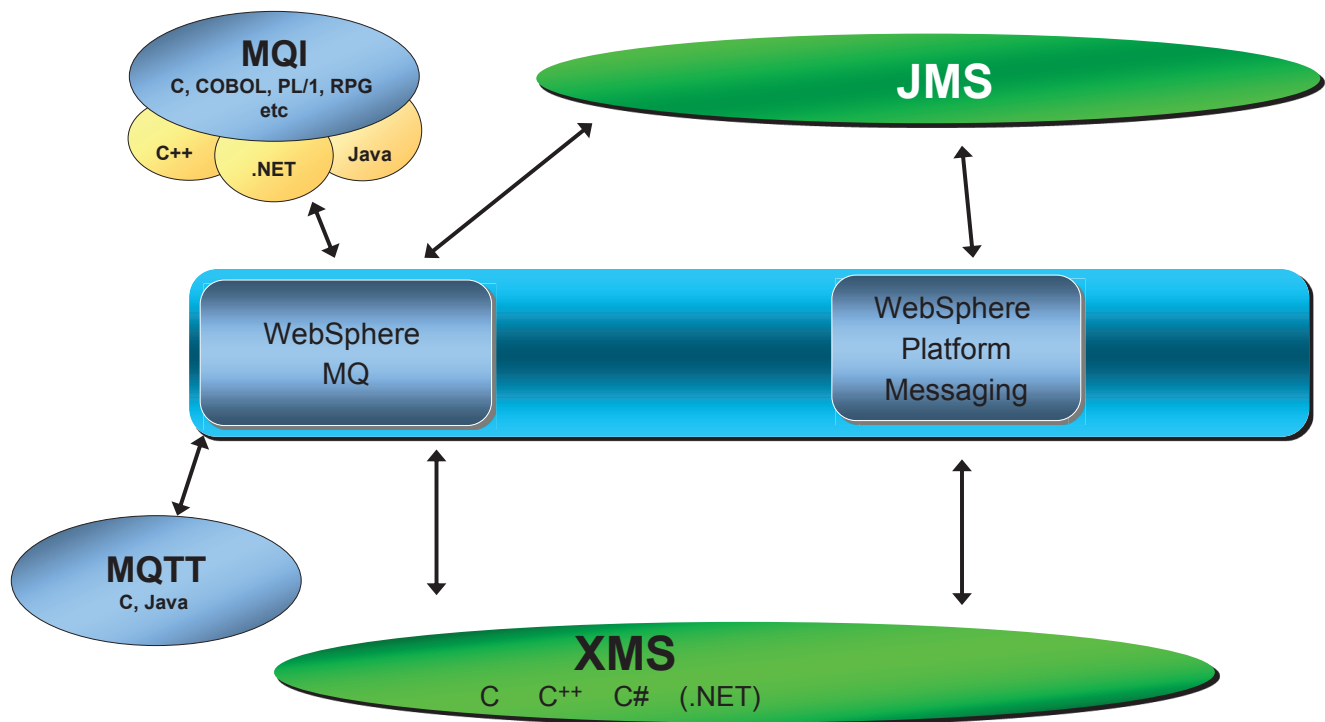 MQI
C, COBOL, PL/1, RPG
etc
C++
.NET
Java
JMS
WebSphere
MQ
WebSphere
Platform
Messaging
MQTT
C, Java
XMS
C C++ C# (.NET)